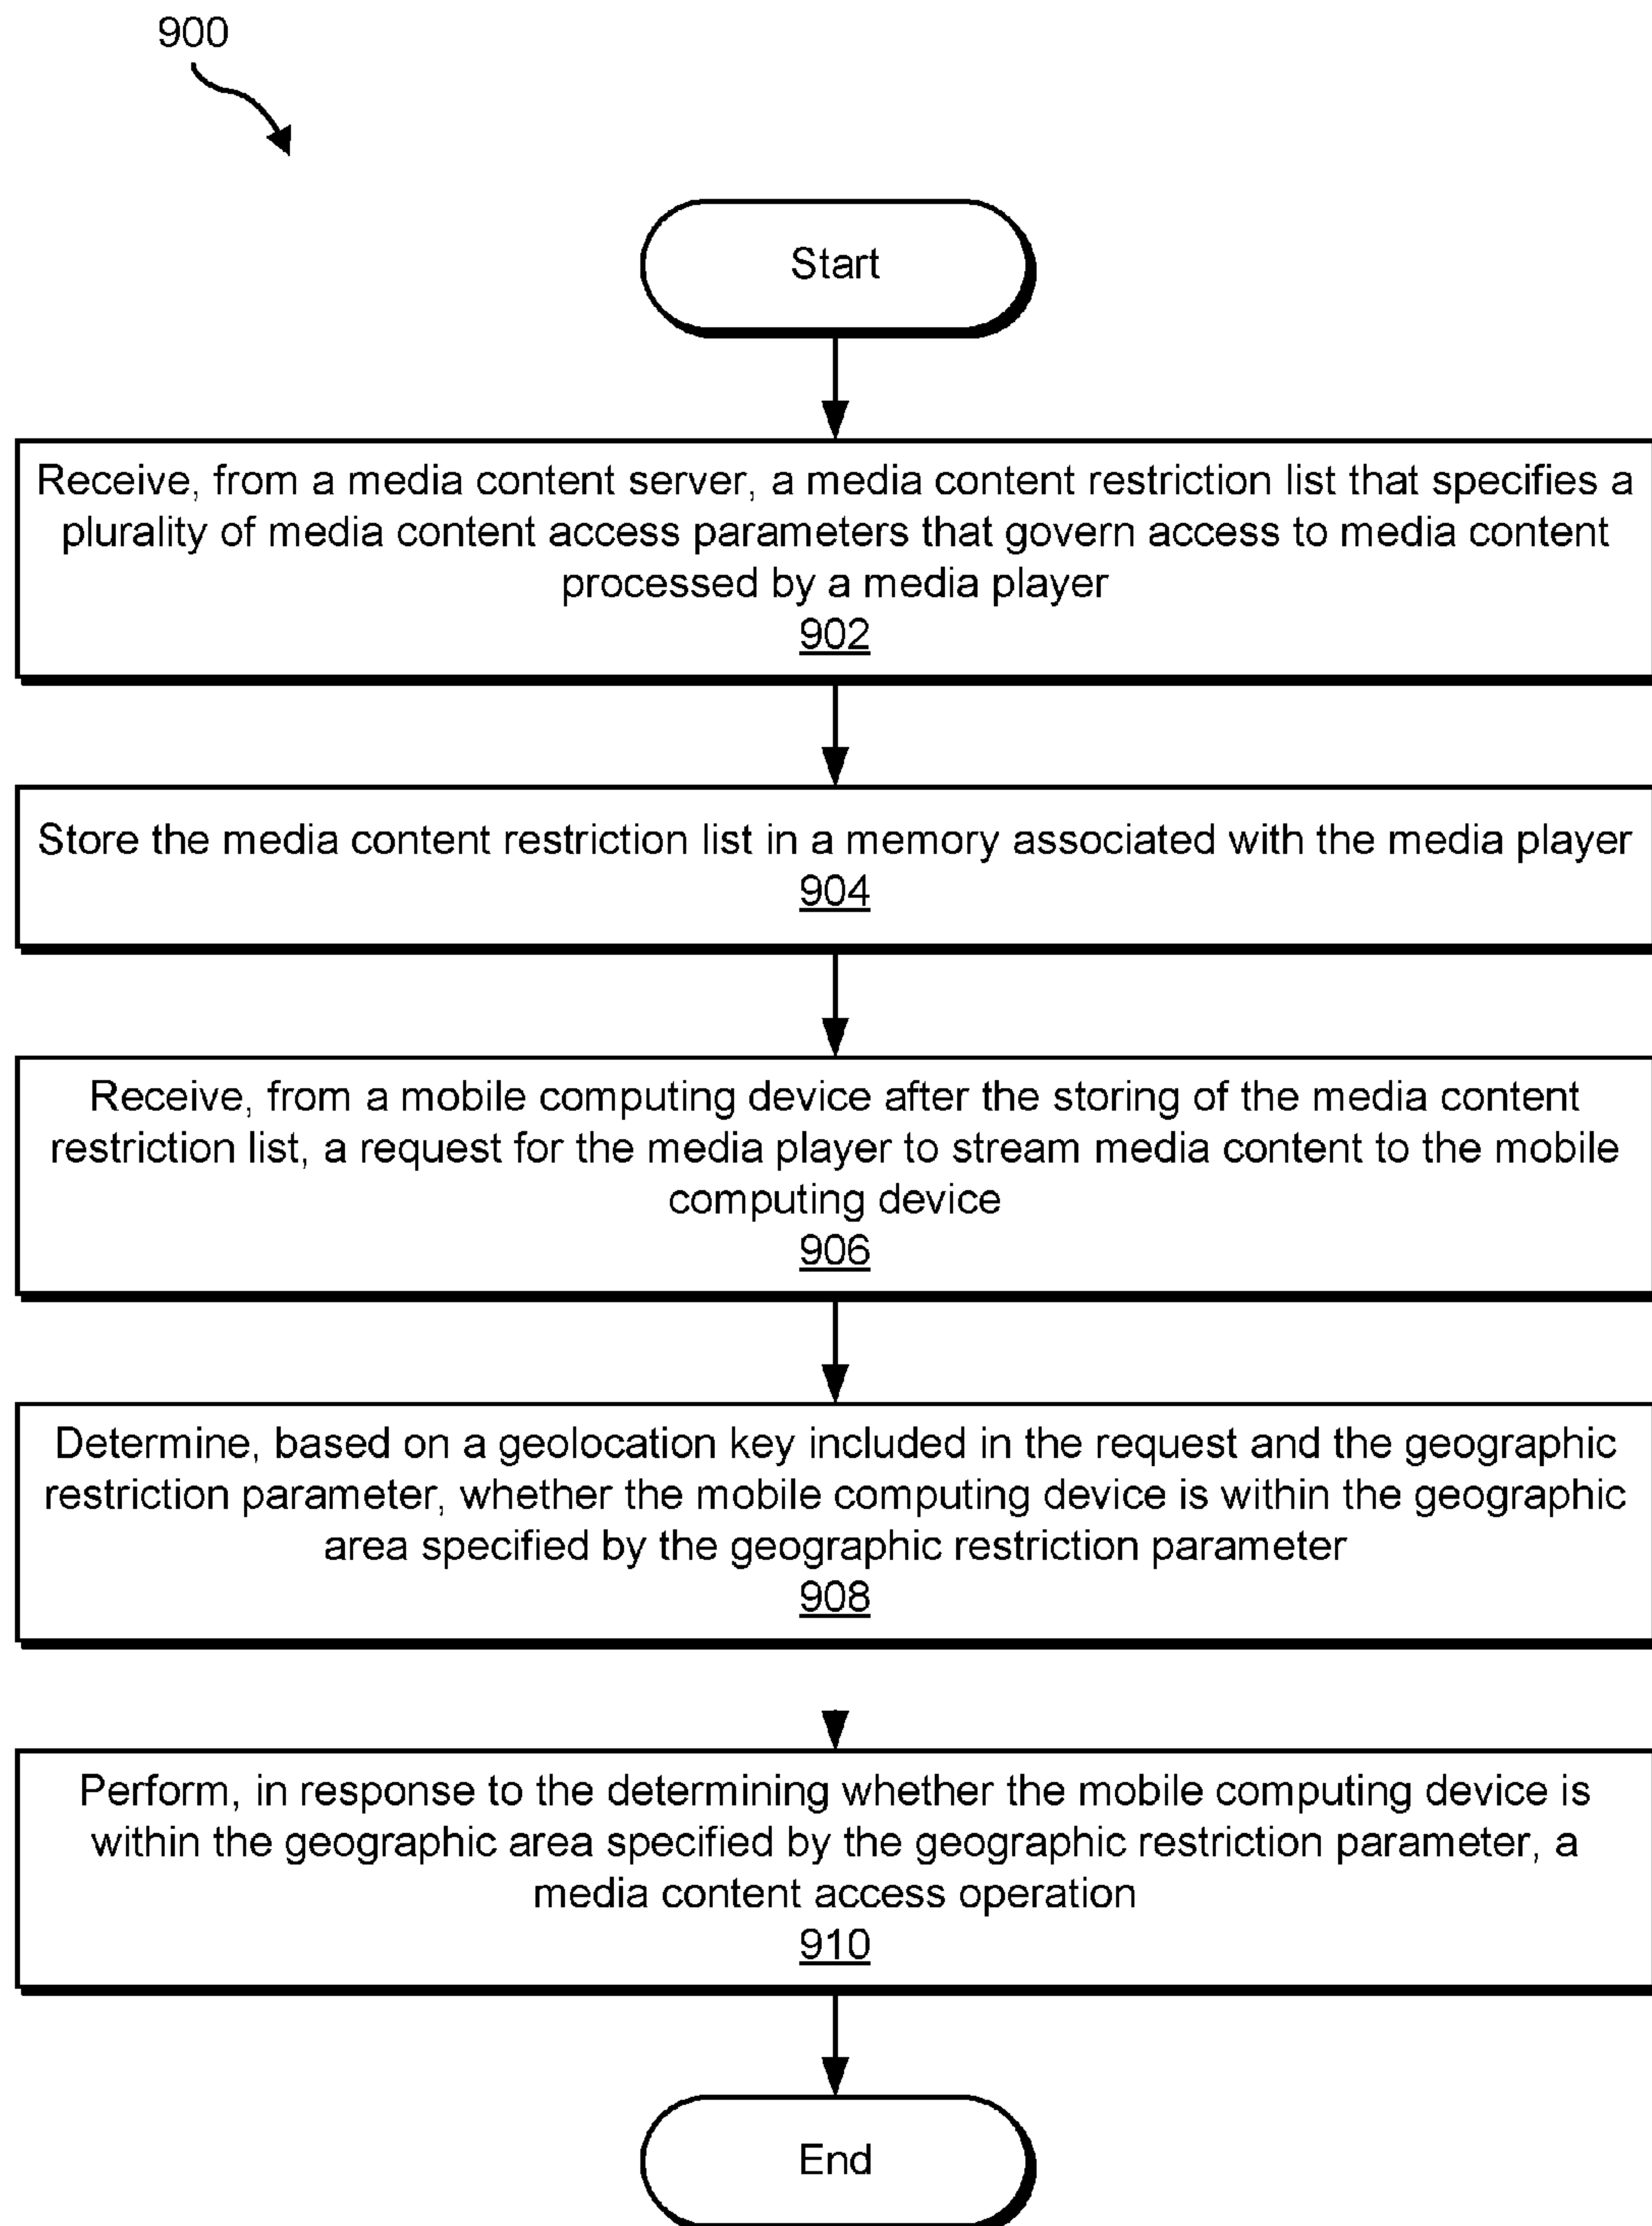 900
Start
Receive, from a media content server, a media content restriction list that specifies a
plurality of media content access parameters that govern access to media content
processed by a media player
902
Store the media content restriction list in a memory associated with the media player
904
Receive, from a mobile computing device after the storing of the media content
restriction list, a request for the media player to stream media content to the mobile
computing device
906
Determine, based on a geolocation key included in the request and the geographic
restriction parameter, whether the mobile computing device is within the geographic
area specified by the geographic restriction parameter
908
Perform, in response to the determining whether the mobile computing device is
within the geographic area specified by the geographic restriction parameter, a
media content access operation
910
End